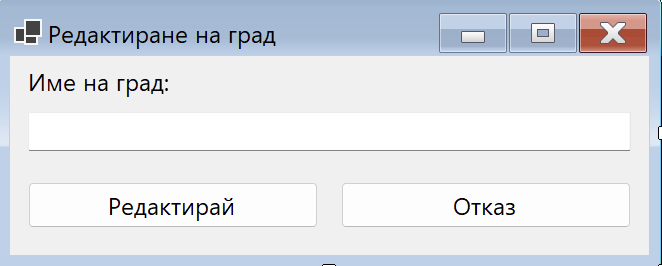 Редактиране на град
Име на град:
Редактирай Отказ